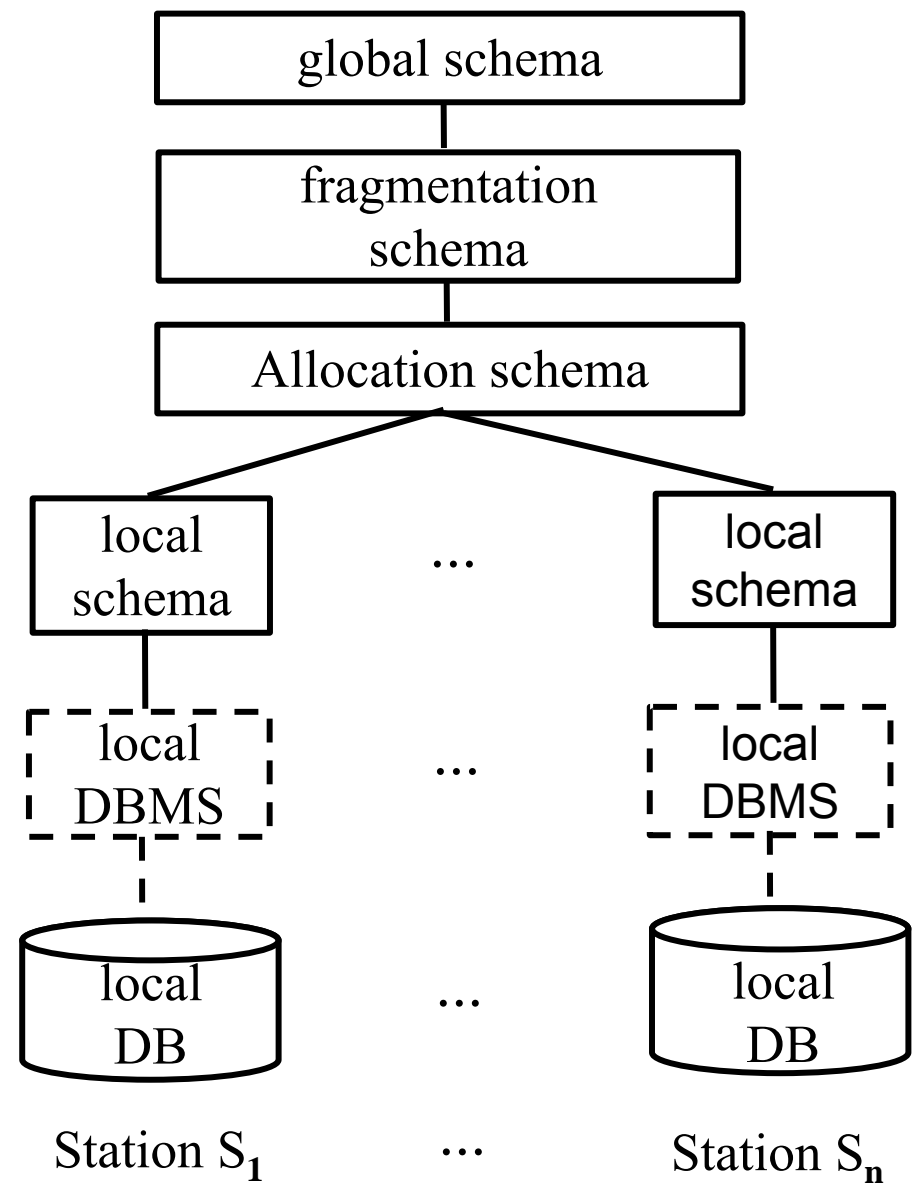 global schema
fragmentation
schema
Allocation schema
local
schema
...
local
schema
local
DBMS
...
local
DBMS
local
DB
...
local
DB
Station S1
...
Station Sn